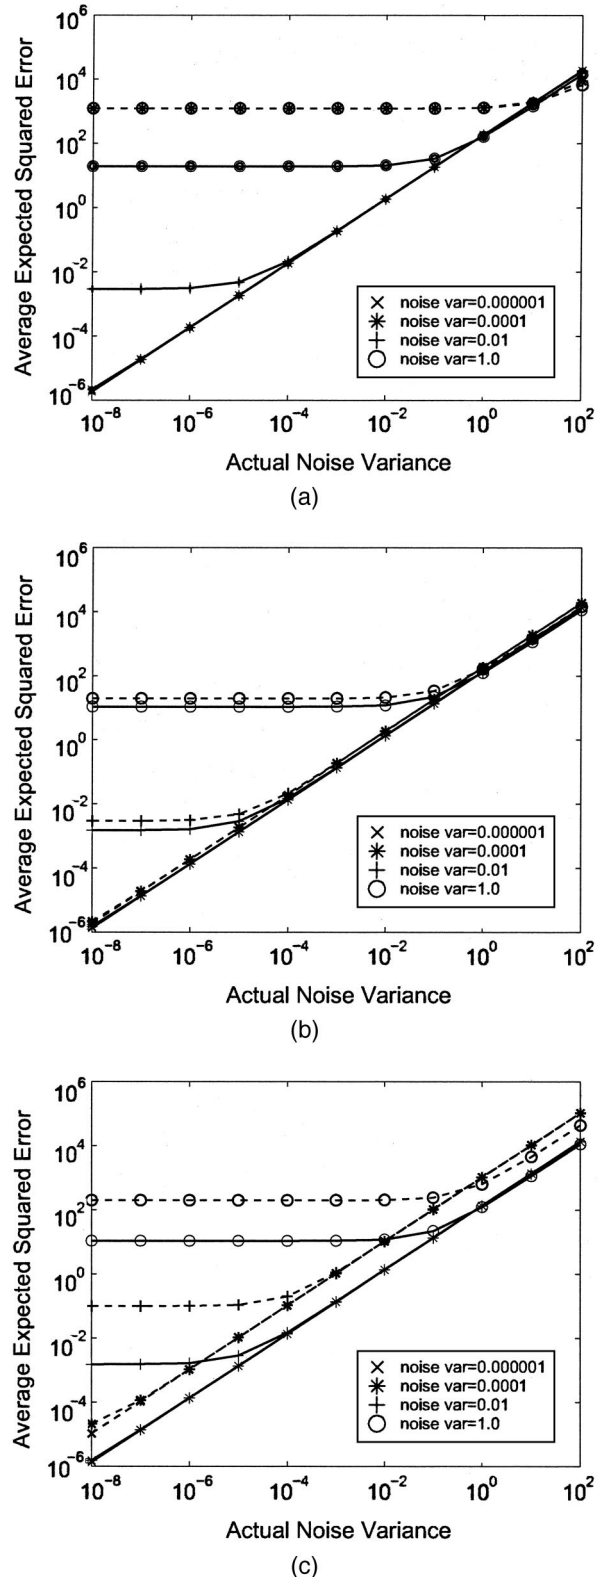 Average Expected Squared Error
10^6
10^4
10^2
10^0
10^-2
10^-4
10^-6
noise var=0.000001
noise var=0.0001
noise var=0.01
noise var=1.0
10^-8 10^-6 10^-4 10^-2 10^0 10^2
Actual Noise Variance
(a)
Average Expected Squared Error
10^6
10^4
10^2
10^0
10^-2
10^-4
10^-6
noise var=0.000001
noise var=0.0001
noise var=0.01
noise var=1.0
10^-8 10^-6 10^-4 10^-2 10^0 10^2
Actual Noise Variance
(b)
Average Expected Squared Error
10^6
10^4
10^2
10^0
10^-2
10^-4
10^-6
noise var=0.000001
noise var=0.0001
noise var=0.01
noise var=1.0
10^-8 10^-6 10^-4 10^-2 10^0 10^2
Actual Noise Variance
(c)